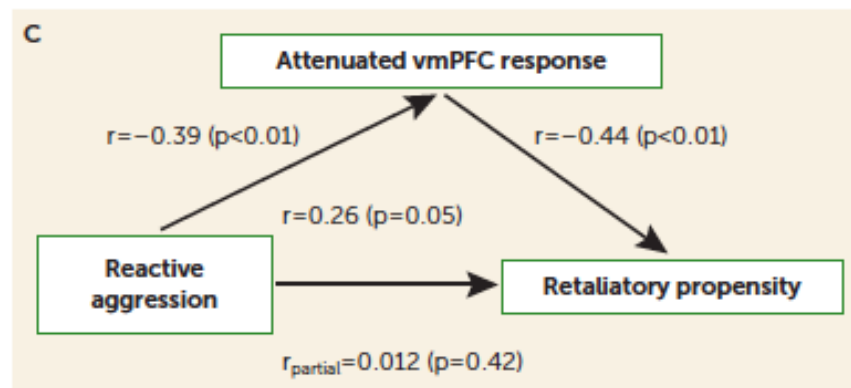 C
Attenuated vmPFC response
r=−0.39 (p<0.01)
r=−0.44 (p<0.01)
r=0.26 (p=0.05)
Reactive
aggression
Retaliatory propensity
rpartial=0.012 (p=0.42)